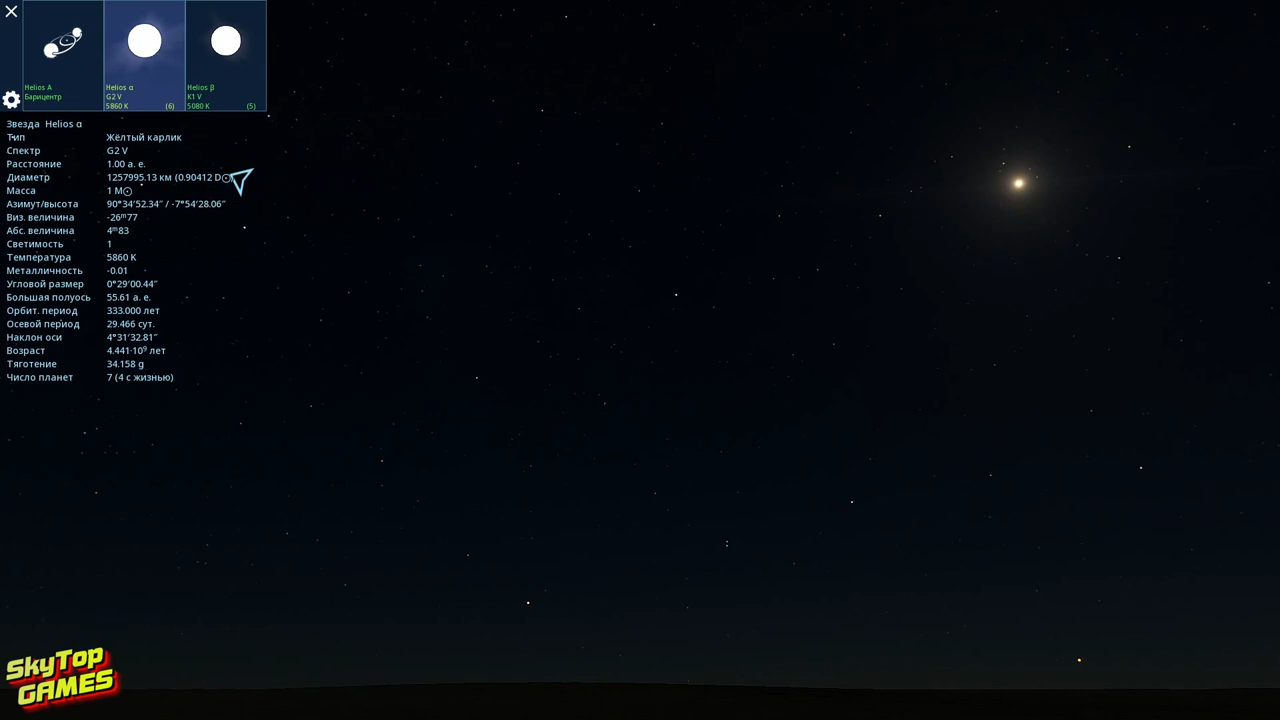 Helios A
Барицентр
Helios α
G2 V
5860 K (6)
Helios β
K1 V
5080 K (5)
Звезда Helios α
Тип Жёлтый карлик
Спектр G2 V
Расстояние 1.00 а. е.
Диаметр 1257995.13 км (0.90412 D☉)
Масса 1 M☉
Азимут/высота 90°34′52.34″ / -7°54′28.06″
Виз. величина -26ᵐ77
Абс. величина 4ᵐ83
Светимость 1
Температура 5860 K
Металличность -0.01
Угловой размер 0°29′00.44″
Большая полуось 55.61 а. е.
Орбит. период 333.000 лет
Осевой период 29.466 сут.
Наклон оси 4°31′32.81″
Возраст 4.441·10⁹ лет
Тяготение 34.158 g
Число планет 7 (4 с жизнью)
SkyTop
GAMES